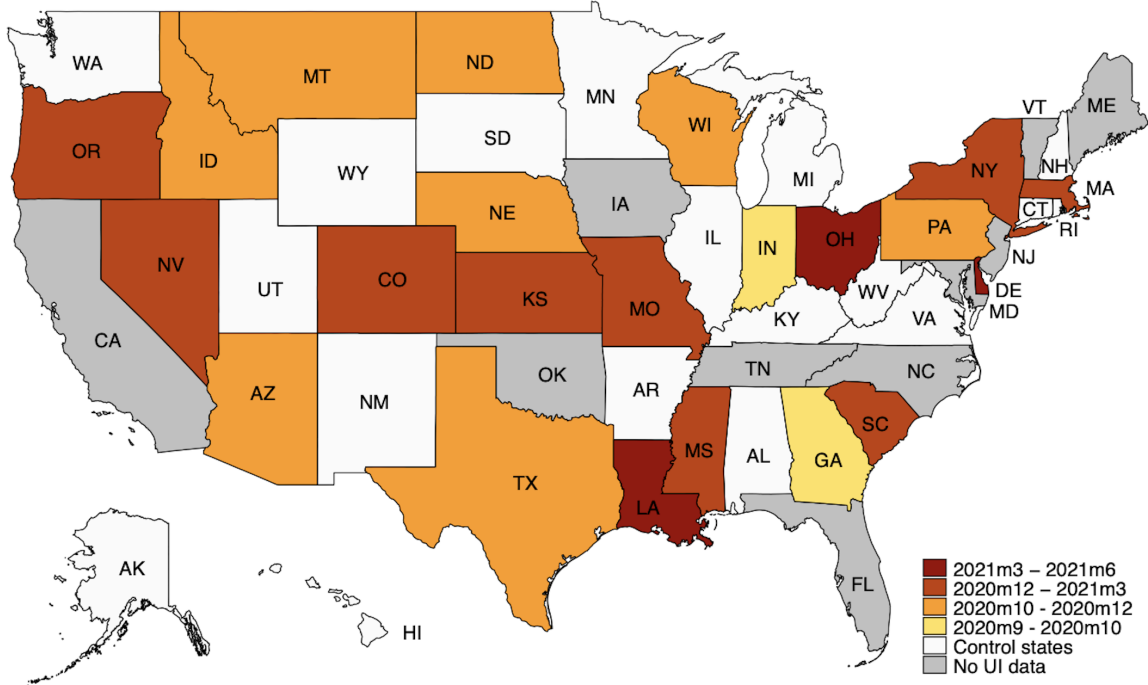 WA
MT
ND
MN
VT
ME
OR
ID
SD
WI
NH
NY
MA
WY
MI
IA
NE
CT
RI
PA
IL
IN
OH
NJ
NV
UT
CO
KS
MO
WV
DE
MD
KY
VA
CA
TN
NC
OK
AZ
NM
AR
SC
MS
AL
GA
TX
LA
AK
FL
HI
2021m3 – 2021m6
2020m12 – 2021m3
2020m10 - 2020m12
2020m9 - 2020m10
Control states
No UI data